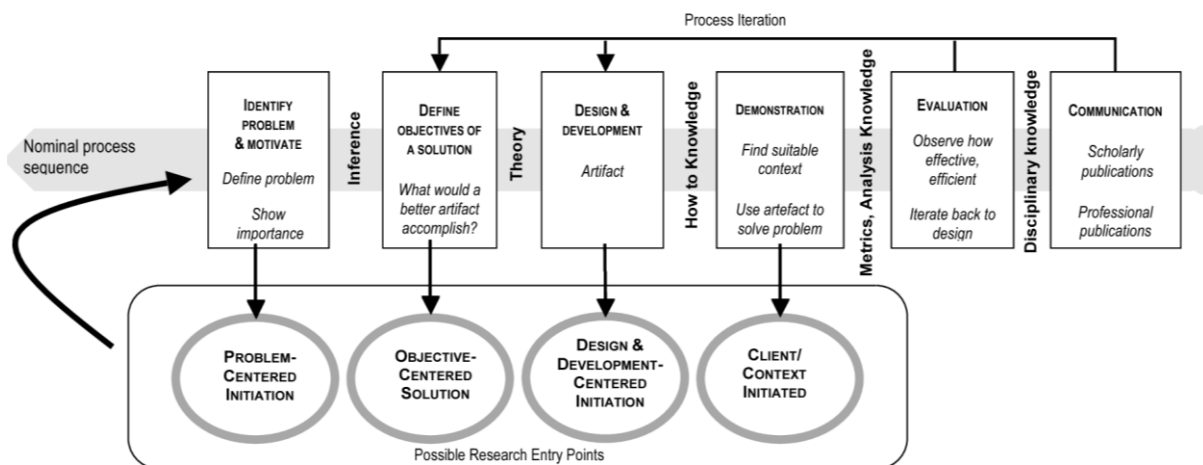 Process Iteration
Nominal process
sequence
IDENTIFY
PROBLEM
& MOTIVATE
Define problem
Show
importance
Inference
DEFINE
OBJECTIVES OF
A SOLUTION
What would a
better artifact
accomplish?
Theory
DESIGN &
DEVELOPMENT
Artifact
How to Knowledge
DEMONSTRATION
Find suitable
context
Use artefact to
solve problem
Metrics, Analysis Knowledge
EVALUATION
Observe how
effective,
efficient
Iterate back to
design
Disciplinary knowledge
COMMUNICATION
Scholarly
publications
Professional
publications
PROBLEM-
CENTERED
INITIATION
OBJECTIVE-
CENTERED
SOLUTION
DESIGN &
DEVELOPMENT-
CENTERED
INITIATION
CLIENT/
CONTEXT
INITIATED
Possible Research Entry Points